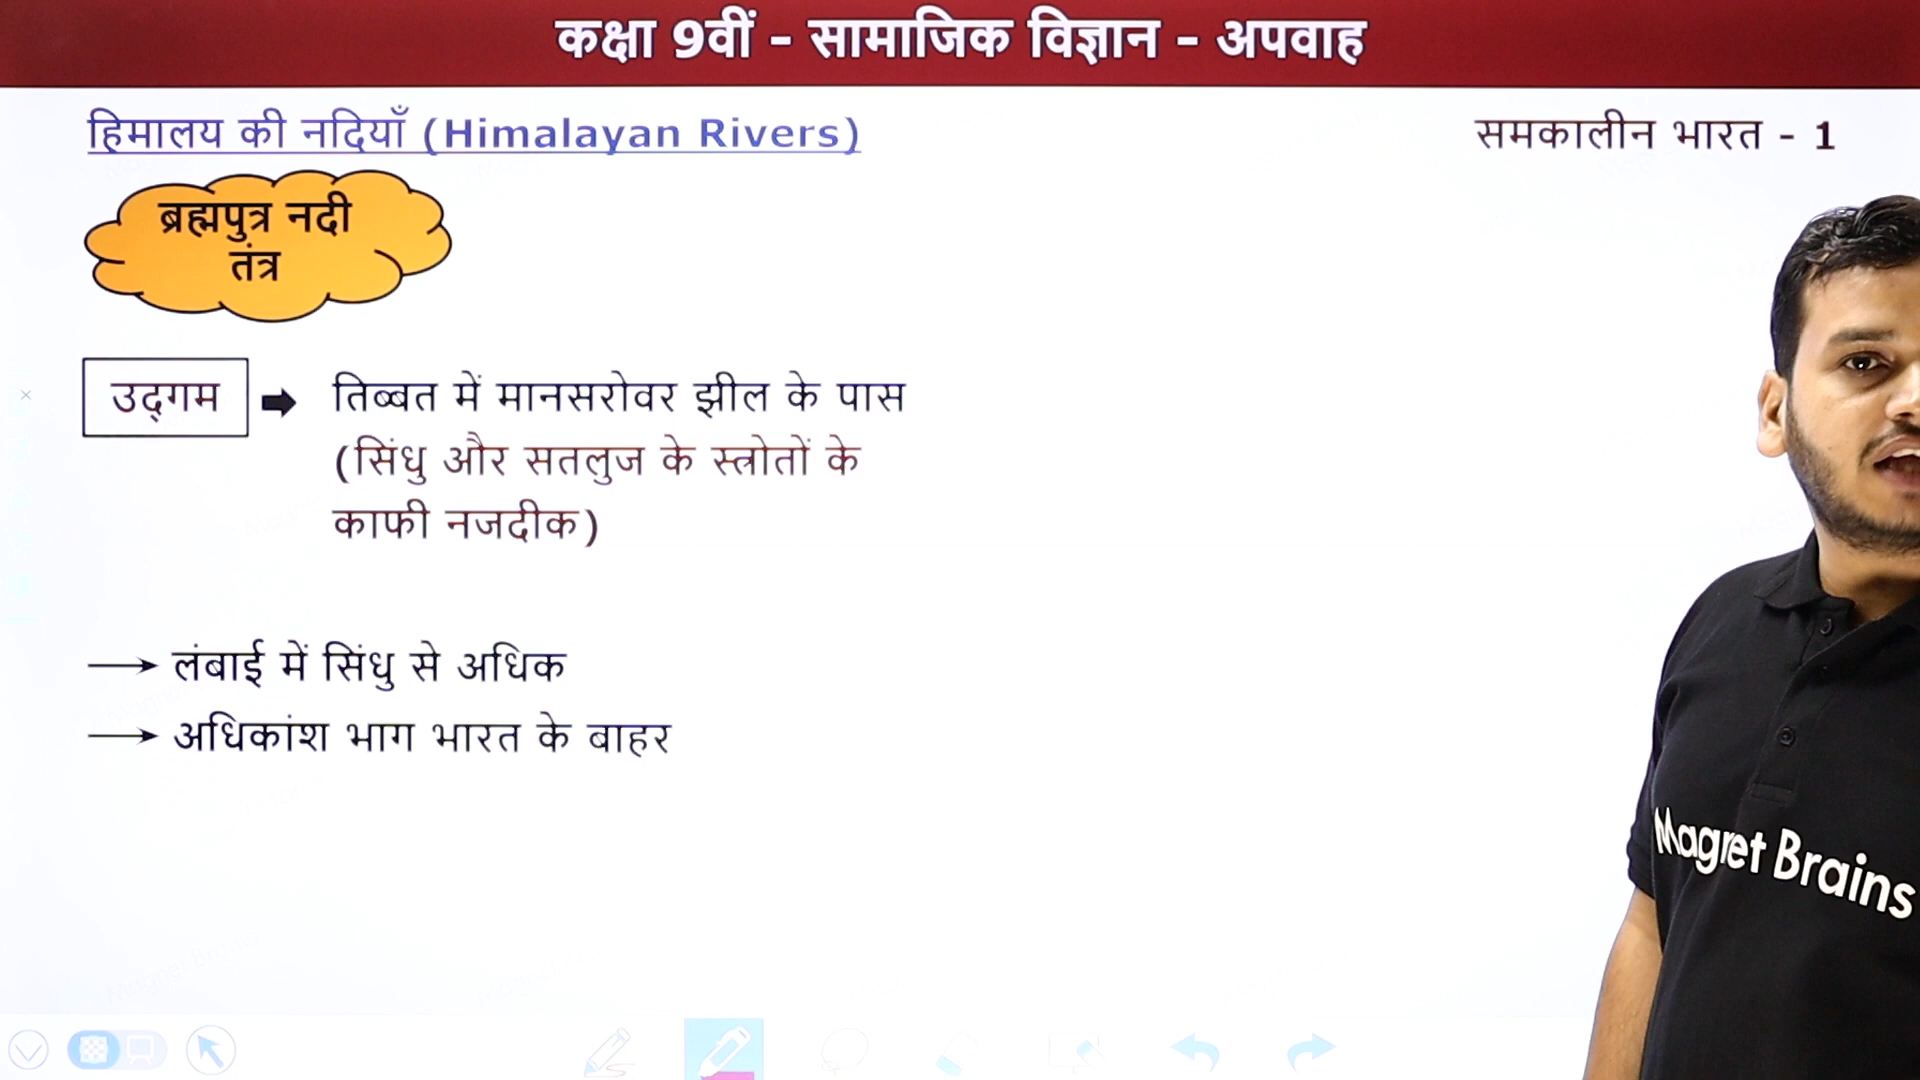 कक्षा 9वीं - सामाजिक विज्ञान - अपवाह
हिमालय की नदियाँ (Himalayan Rivers)
समकालीन भारत - 1
ब्रह्मपुत्र नदी
तंत्र
उद्गम
तिब्बत में मानसरोवर झील के पास
(सिंधु और सतलुज के स्त्रोतों के
काफी नजदीक)
लंबाई में सिंधु से अधिक
अधिकांश भाग भारत के बाहर
Magnet Brains